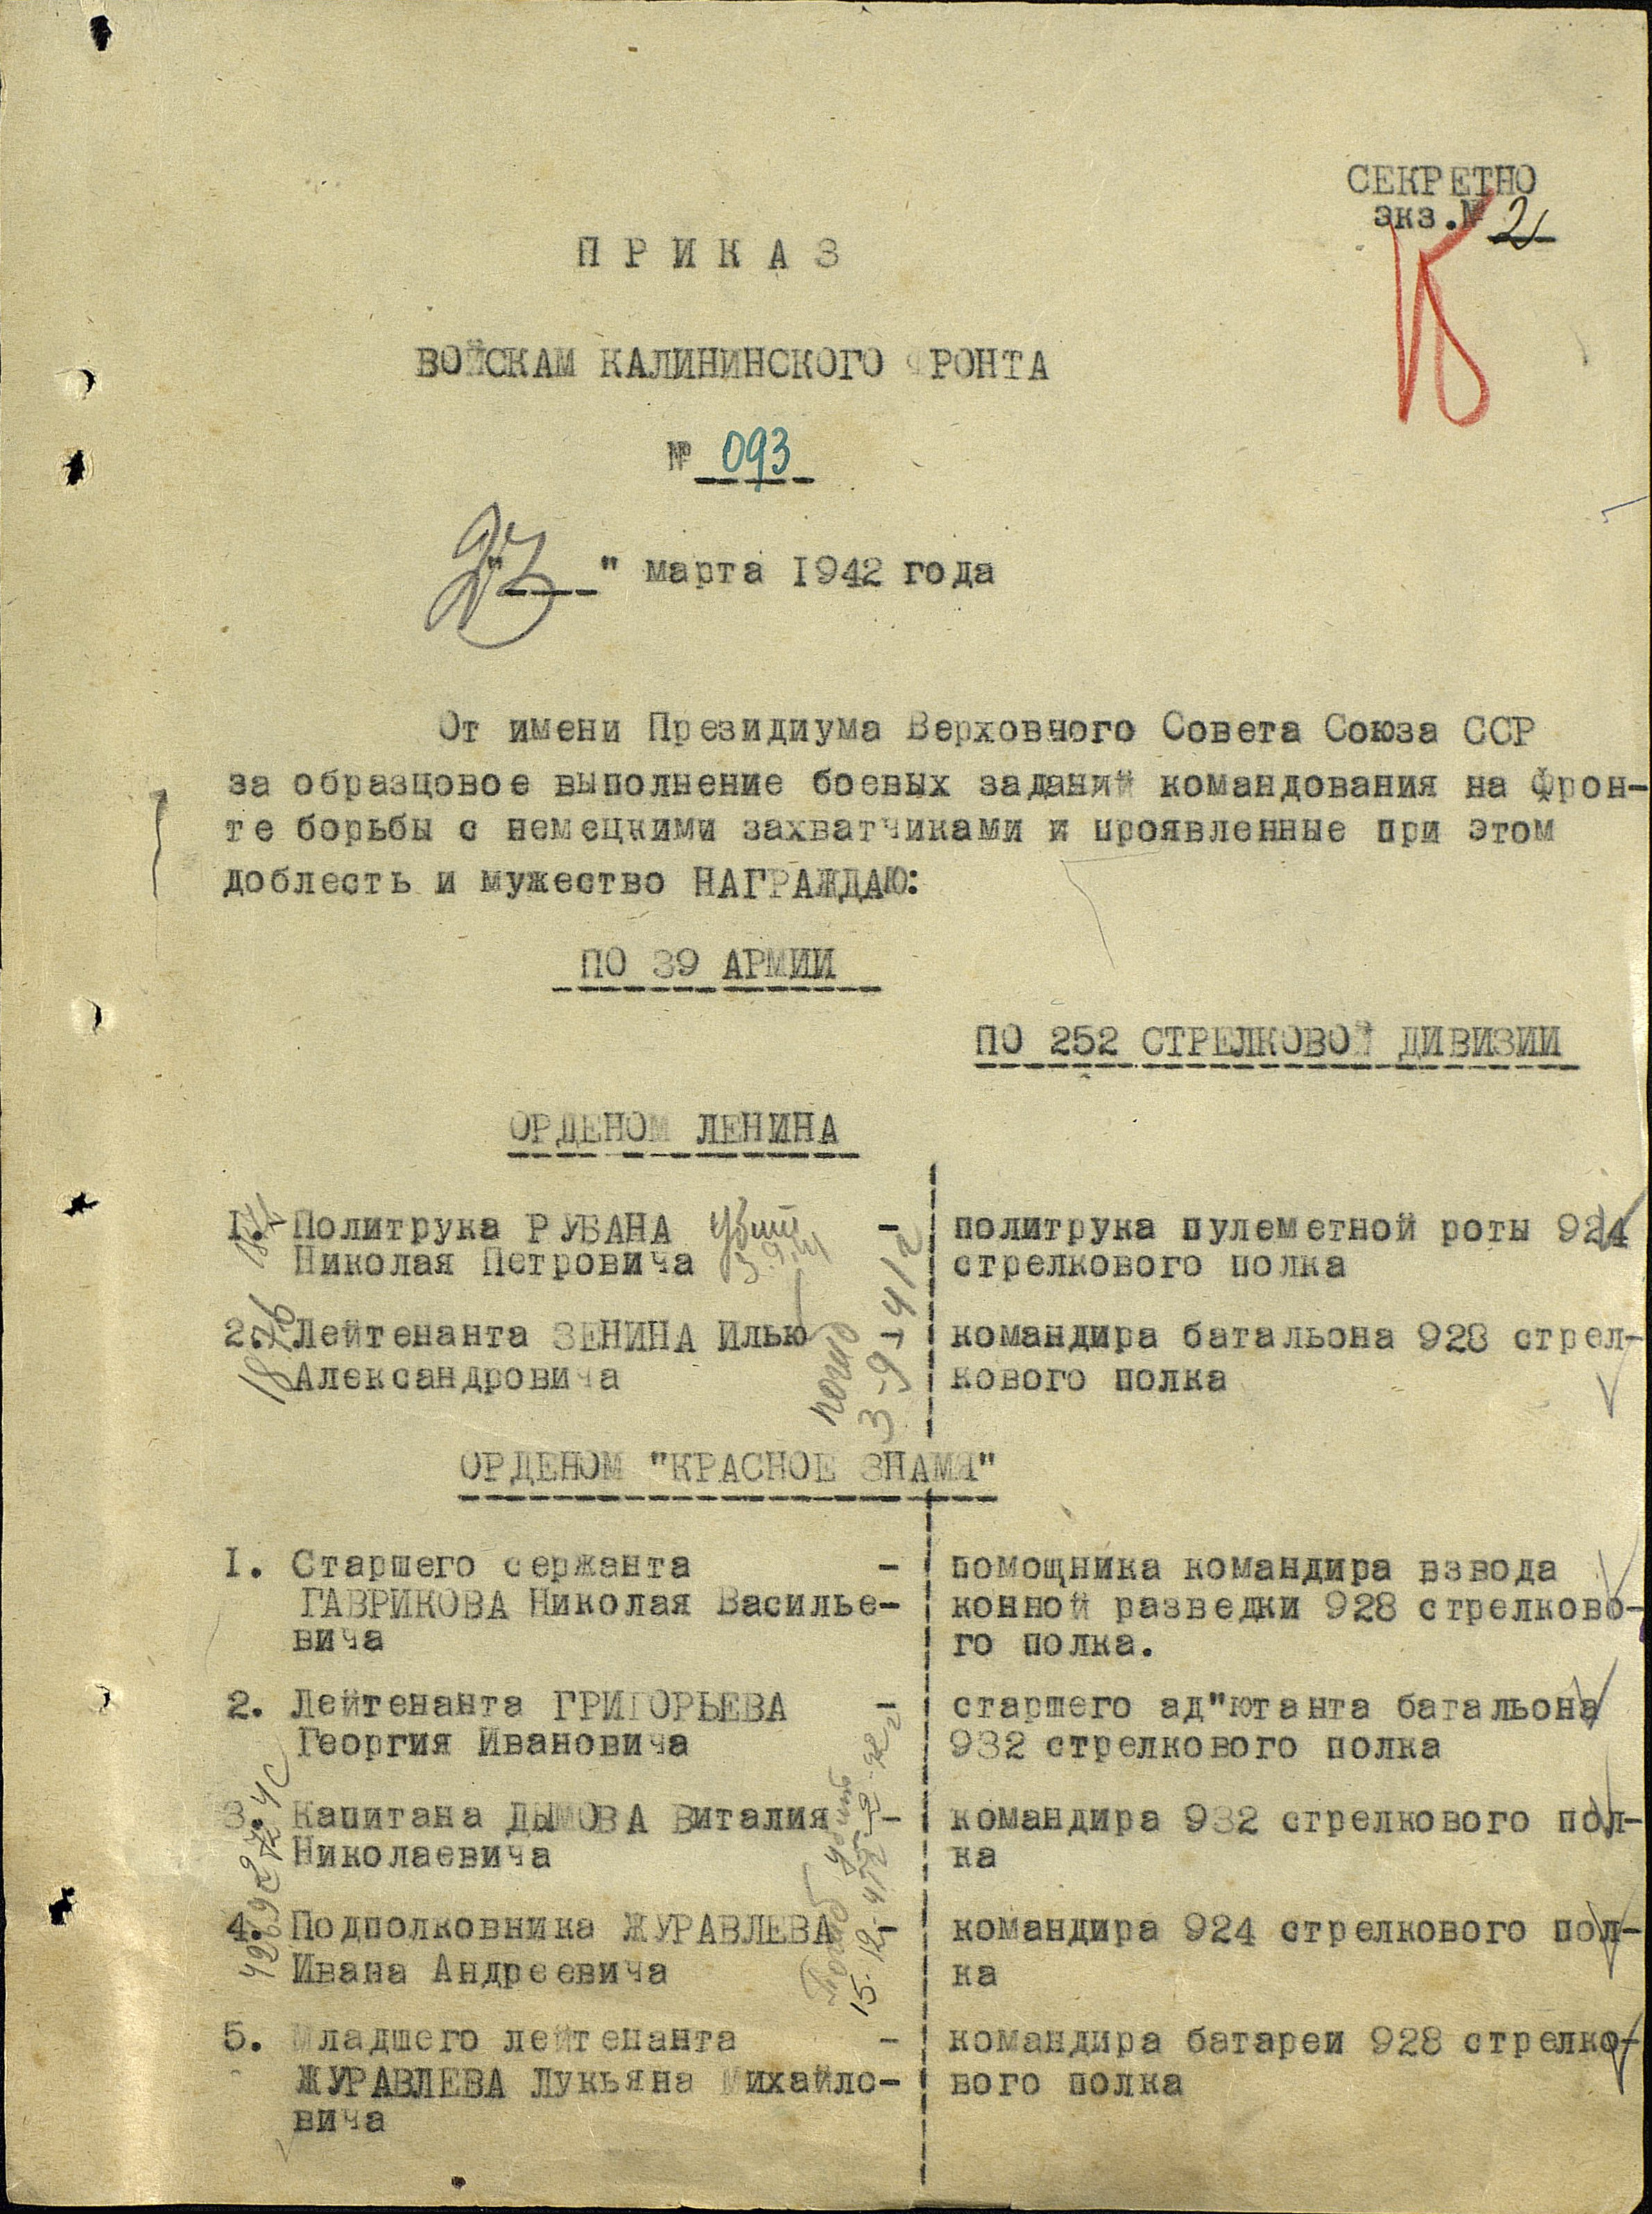 СЕКРЕТНО
экз.№ 2
П Р И К А З
ВОЙСКАМ КАЛИНИНСКОГО ФРОНТА
№ 093
" марта 1942 года
От имени Президиума Верховного Совета Союза ССР
за образцовое выполнение боевых заданий командования на Фрон-
те борьбы с немецкими захватчиками и проявленные при этом
доблесть и мужество НАГРАЖДАЮ:
ПО 39 АРМИИ
ПО 252 СТРЕЛКОВОЙ ДИВИЗИИ
ОРДЕНОМ ЛЕНИНА
I. Политрука РУБАНА убит - политрука пулеметной роты 924
Николая Петровича стрелкового полка
2. Лейтенанта ЗЕНИНА Илью - командира батальона 928 стрел-
Александровича кового полка
погиб
3-9-41г
ОРДЕНОМ "КРАСНОЕ ЗНАМЯ"
I. Старшего сержанта - помощника командира взвода
ГАВРИКОВА Николая Василье- конной разведки 928 стрелково-
вича го полка.
2. Лейтенанта ГРИГОРЬЕВА - старшего ад"ютанта батальона
Георгия Ивановича 932 стрелкового полка
3. Капитана ДЫМОВА Виталия - командира 932 стрелкового пол-
Николаевича ка
4. Подполковника ЖУРАВЛЕВА - командира 924 стрелкового пол-
Ивана Андреевича ка
погиб
5. Младшего лейтенанта - командира батареи 928 стрелко-
ЖУРАВЛЕВА Лукьяна Михайло- вого полка
вича